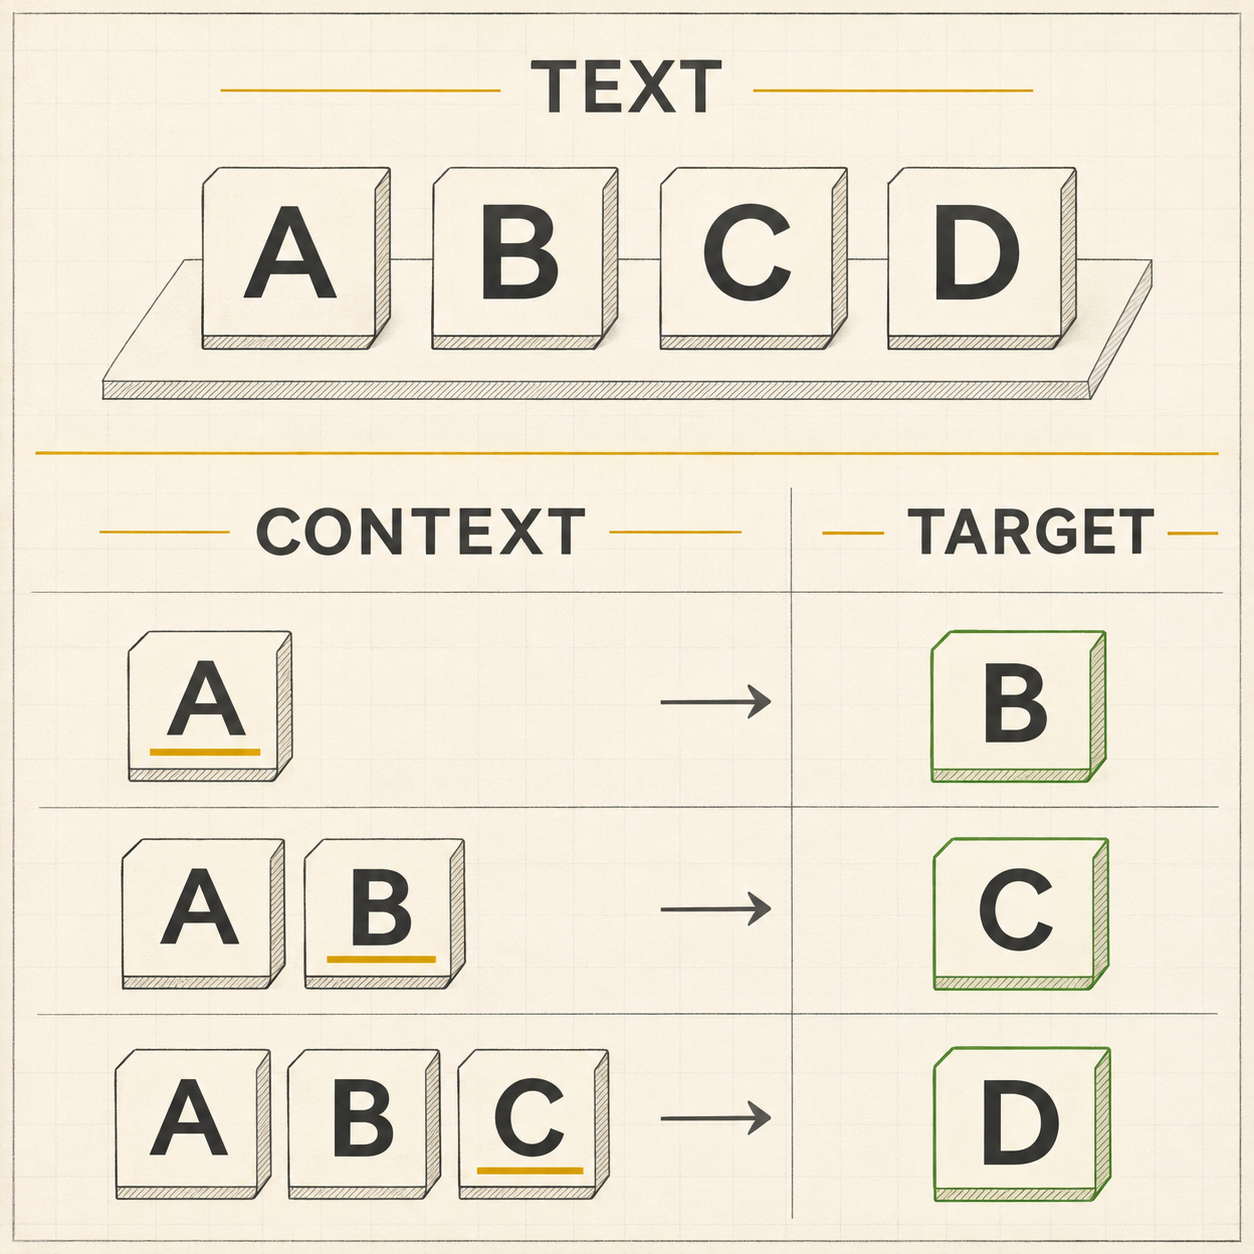 TEXT
A B C D
CONTEXT TARGET
A → B
A B → C
A B C → D